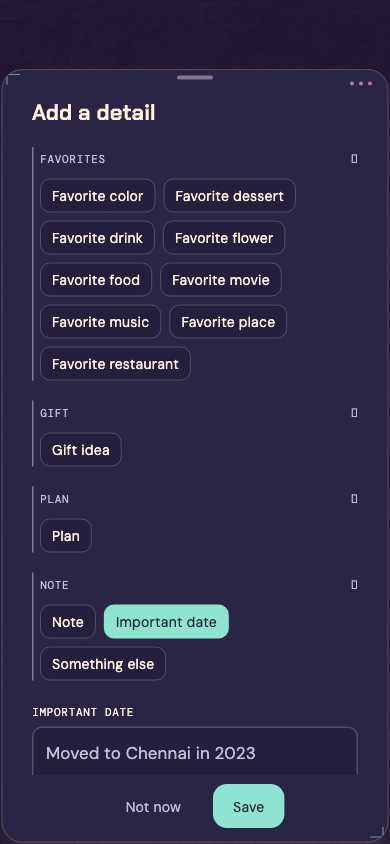 Add a detail
FAVORITES
Favorite color Favorite dessert
Favorite drink Favorite flower
Favorite food Favorite movie
Favorite music Favorite place
Favorite restaurant
GIFT
Gift idea
PLAN
Plan
NOTE
Note Important date
Something else
IMPORTANT DATE
Moved to Chennai in 2023
Not now Save